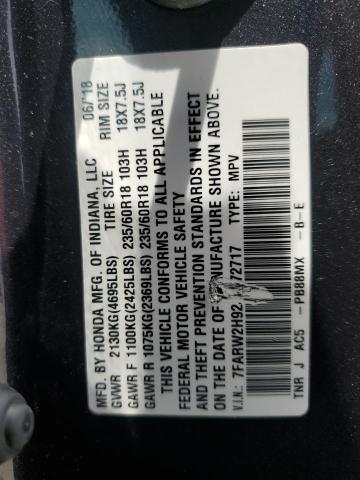 MFD. BY HONDA MFG. OF INDIANA, LLC 06/'18
GVWR 2130KG(4695LBS) TIRE SIZE RIM SIZE
GAWR F 1100KG(2425LBS) 235/60R18 103H 18X7.5J
GAWR R 1075KG(2369LBS) 235/60R18 103H 18X7.5J
THIS VEHICLE CONFORMS TO ALL APPLICABLE
FEDERAL MOTOR VEHICLE SAFETY
AND THEFT PREVENTION STANDARDS IN EFFECT
ON THE DATE OF MANUFACTURE SHOWN ABOVE.
V.I.N.: 7FARW2H92 72717 TYPE: MPV
TNR J AC5 -PB88MX -B-E